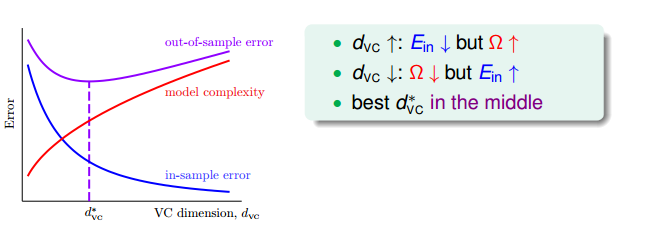 out-of-sample error
model complexity
in-sample error
Error
d*VC
VC dimension, dVC
• dVC ↑: Ein ↓ but Ω ↑
• dVC ↓: Ω ↓ but Ein ↑
• best d*VC in the middle